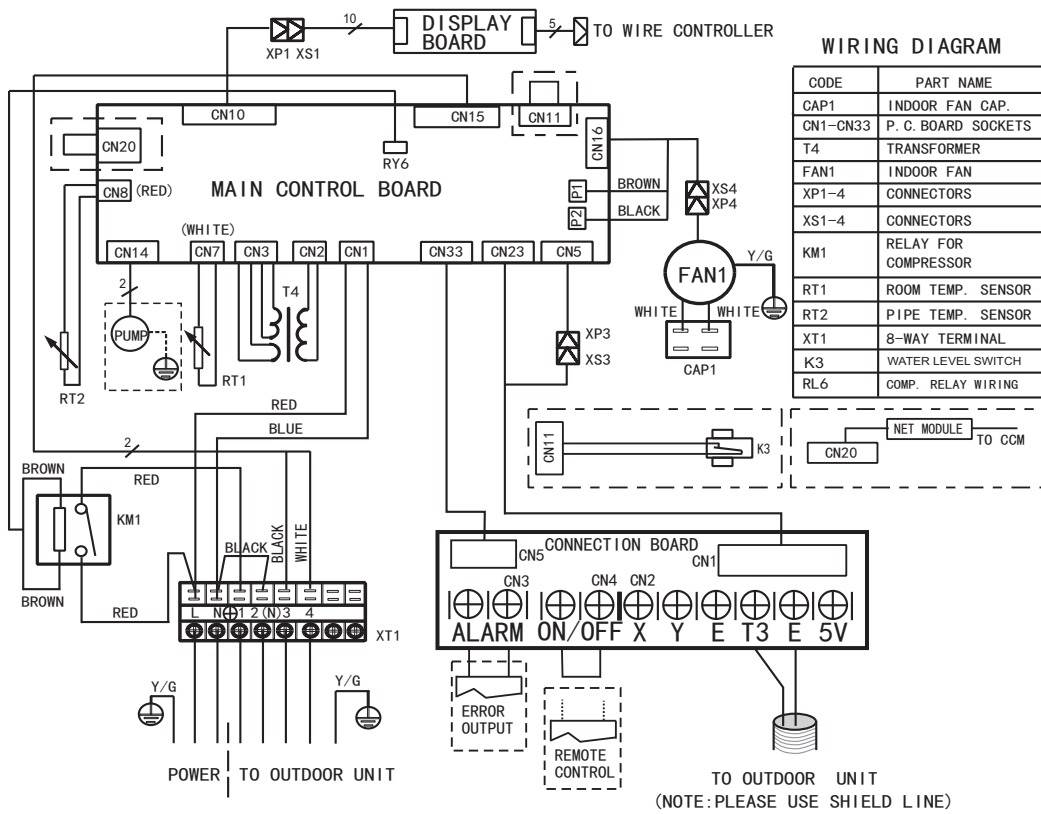 10
DISPLAY
BOARD
5
TO WIRE CONTROLLER
XP1 XS1
WIRING DIAGRAM
CODE PART NAME
CAP1 INDOOR FAN CAP.
CN1-CN33 P.C.BOARD SOCKETS
T4 TRANSFORMER
FAN1 INDOOR FAN
XP1-4 CONNECTORS
XS1-4 CONNECTORS
KM1 RELAY FOR
COMPRESSOR
RT1 ROOM TEMP. SENSOR
RT2 PIPE TEMP. SENSOR
XT1 8-WAY TERMINAL
K3 WATER LEVEL SWITCH
RL6 COMP. RELAY WIRING
CN10
CN15
CN11
CN16
CN20
RY6
CN8 (RED)
MAIN CONTROL BOARD
P1
BROWN
P2
BLACK
XS4
XP4
(WHITE)
CN14
CN7
CN3
CN2
CN1
CN33
CN23
CN5
FAN1
Y/G
2
T4
PUMP
WHITE
WHITE
CAP1
XP3
XS3
RT1
RT2
RED
BLUE
2
BROWN
RED
KM1
BLACK
BLACK
WHITE
BROWN
RED
L N 1 2(N) 3 4
XT1
Y/G
Y/G
POWER
TO OUTDOOR UNIT
CN11
K3
NET MODULE
TO CCM
CN20
CONNECTION BOARD
CN5
CN1
CN3
CN4
CN2
ALARM ON/OFF X Y E T3 E 5V
ERROR
OUTPUT
REMOTE
CONTROL
TO OUTDOOR UNIT
(NOTE:PLEASE USE SHIELD LINE)